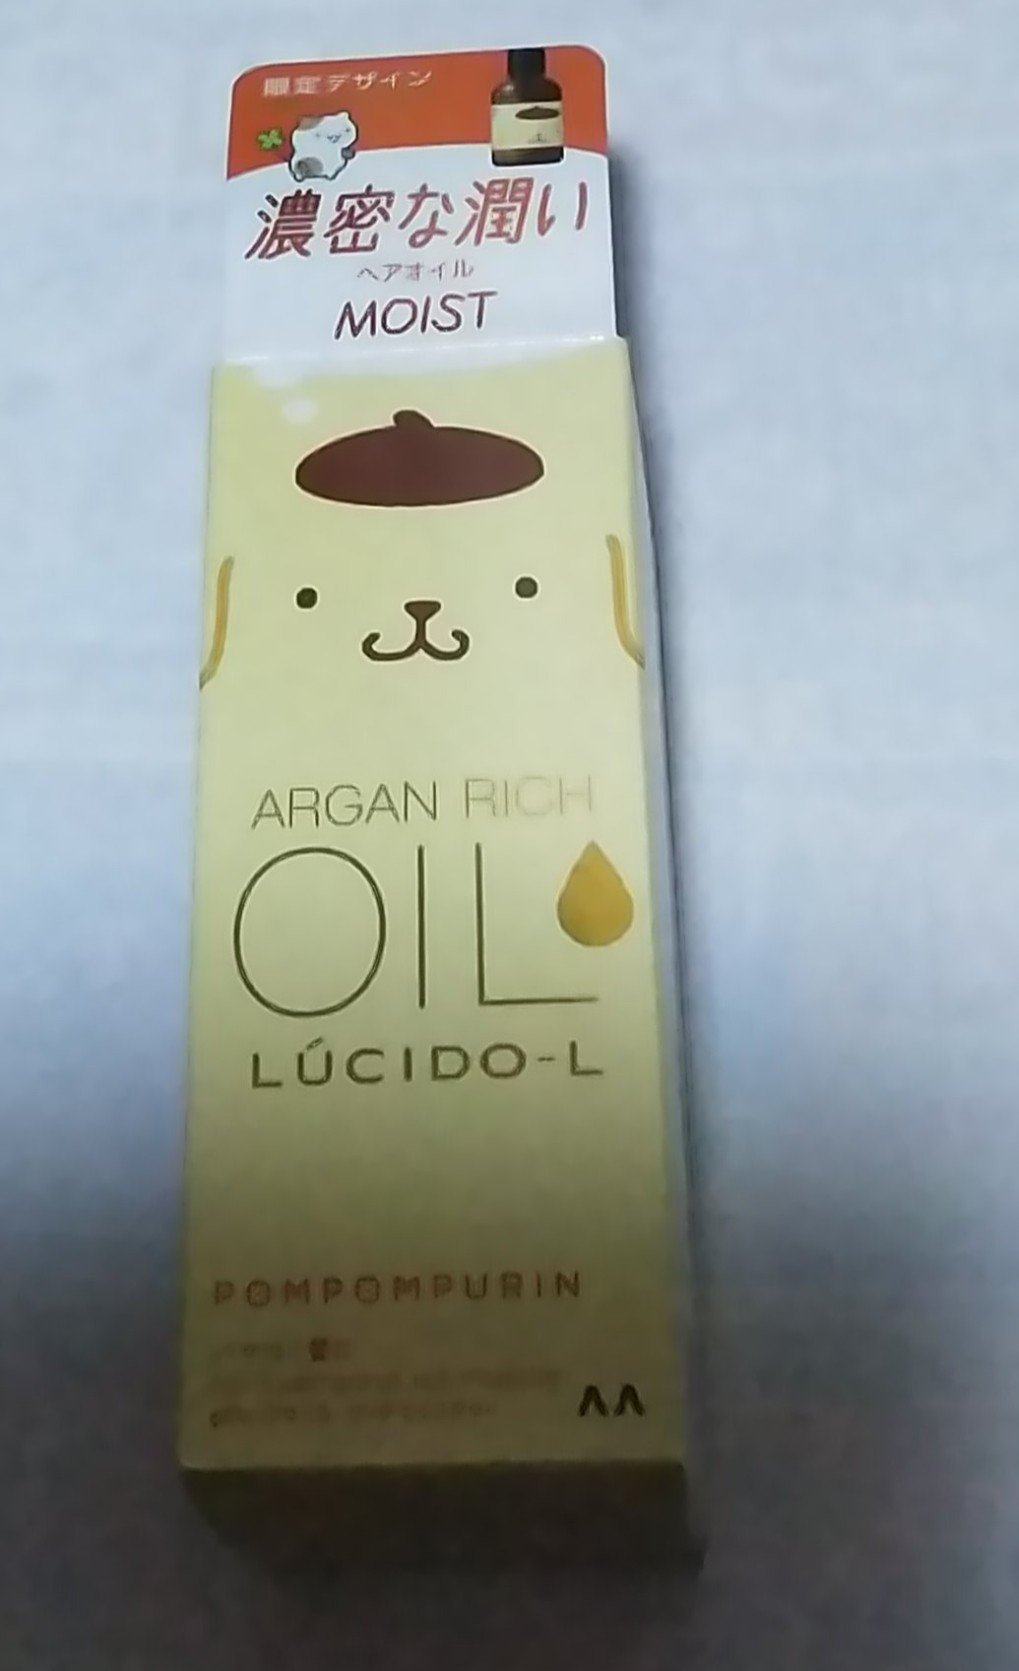 限定デザイン
濃密な潤い
ヘアオイル
MOIST
ARGAN RICH
OIL
LÚCIDO-L
POMPOMPURIN